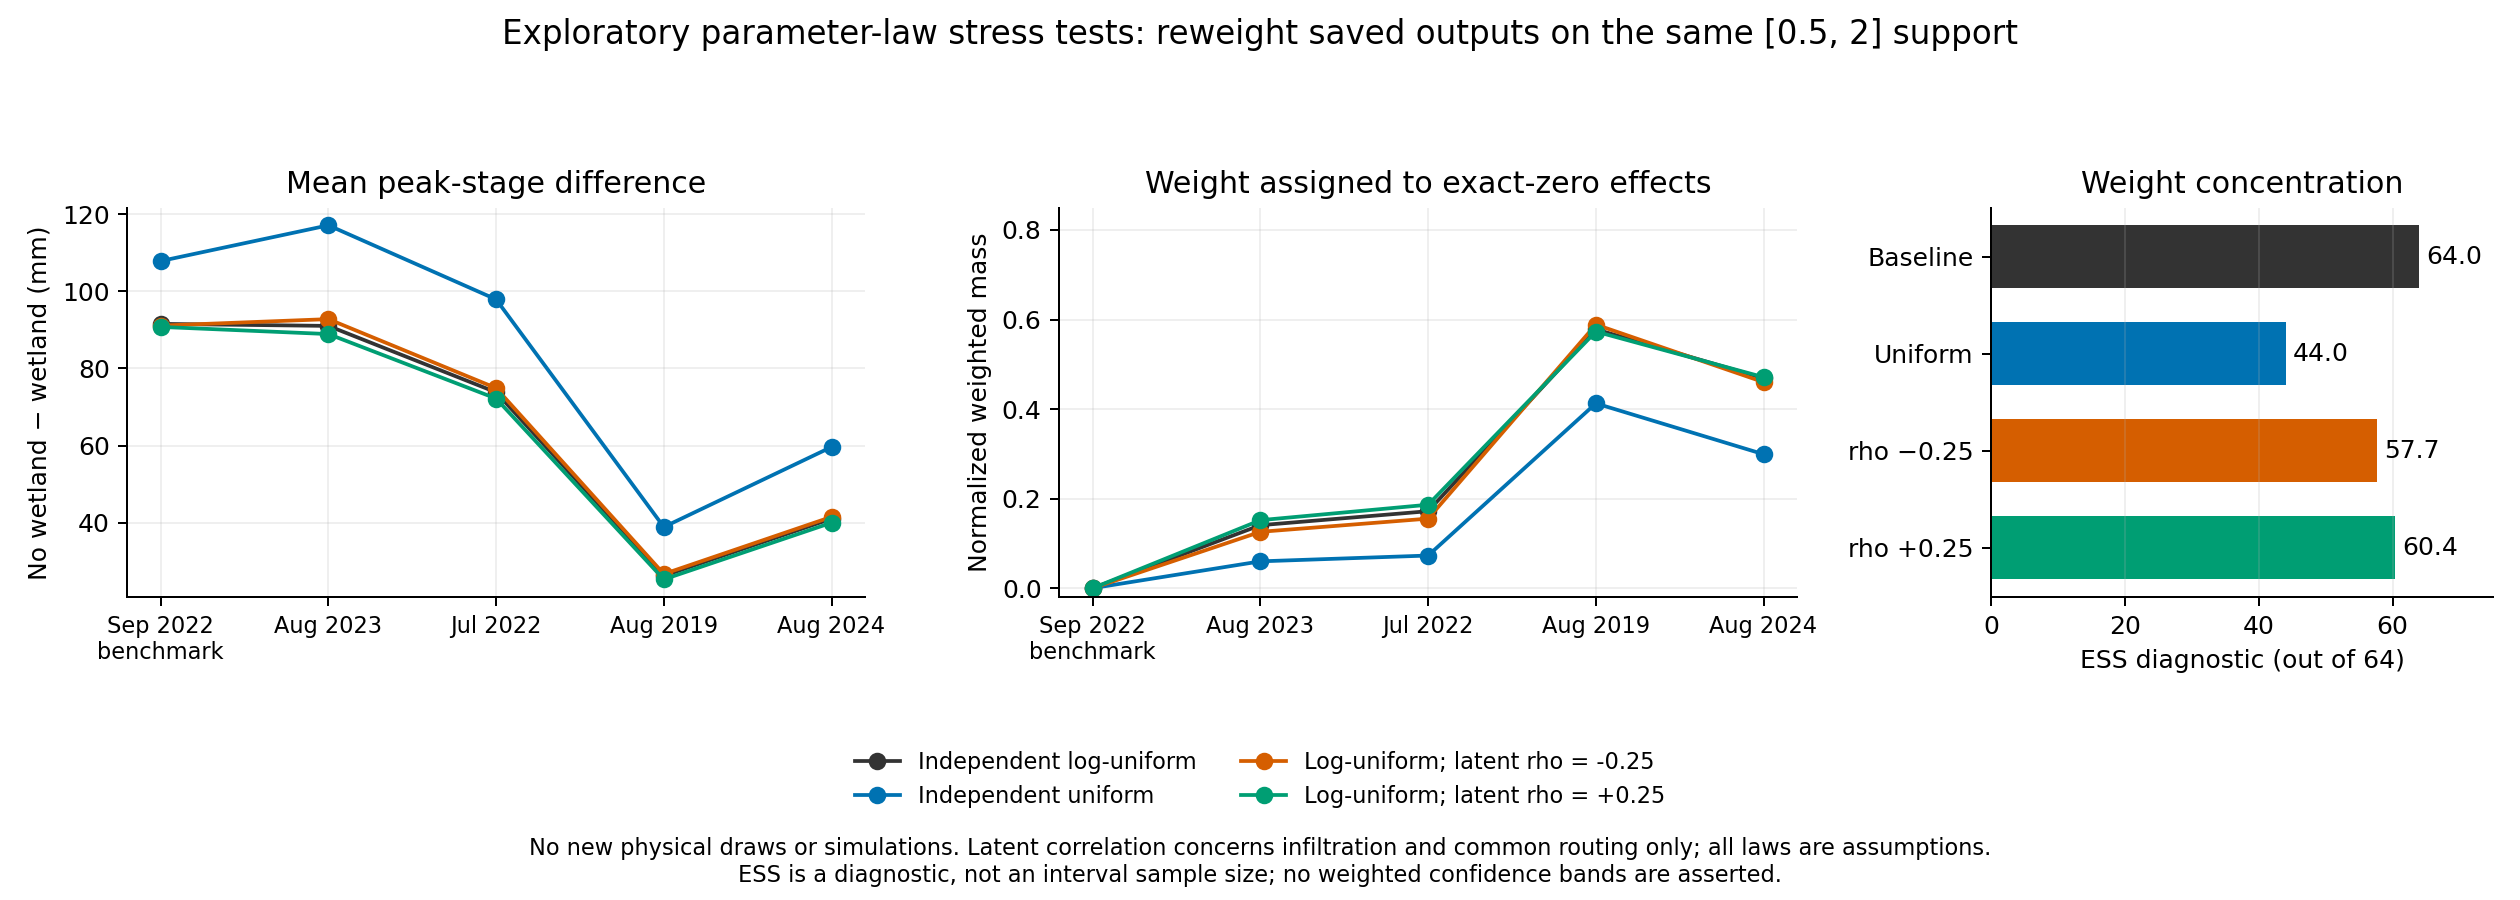 Exploratory parameter-law stress tests: reweight saved outputs on the same [0.5, 2] support
Mean peak-stage difference
No wetland − wetland (mm)
120
100
80
60
40
Sep 2022
benchmark
Aug 2023
Jul 2022
Aug 2019
Aug 2024
Weight assigned to exact-zero effects
Normalized weighted mass
0.8
0.6
0.4
0.2
0.0
Sep 2022
benchmark
Aug 2023
Jul 2022
Aug 2019
Aug 2024
Weight concentration
Baseline
64.0
Uniform
44.0
rho −0.25
57.7
rho +0.25
60.4
0
20
40
60
ESS diagnostic (out of 64)
Independent log-uniform
Independent uniform
Log-uniform; latent rho = -0.25
Log-uniform; latent rho = +0.25
No new physical draws or simulations. Latent correlation concerns infiltration and common routing only; all laws are assumptions.
ESS is a diagnostic, not an interval sample size; no weighted confidence bands are asserted.